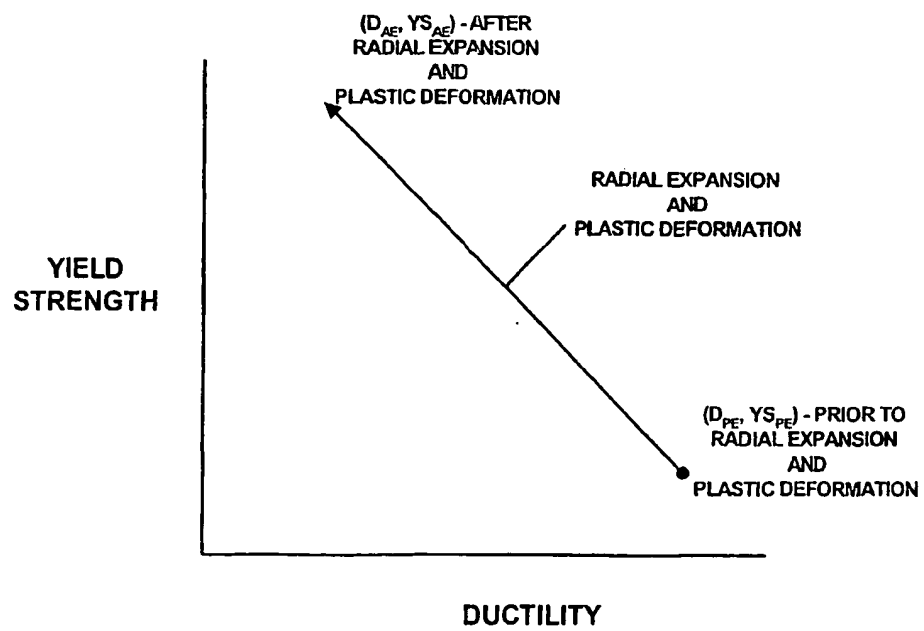 (D_AE, YS_AE) - AFTER
RADIAL EXPANSION
AND
PLASTIC DEFORMATION
RADIAL EXPANSION
AND
PLASTIC DEFORMATION
YIELD
STRENGTH
(D_PE, YS_PE) - PRIOR TO
RADIAL EXPANSION
AND
PLASTIC DEFORMATION
DUCTILITY